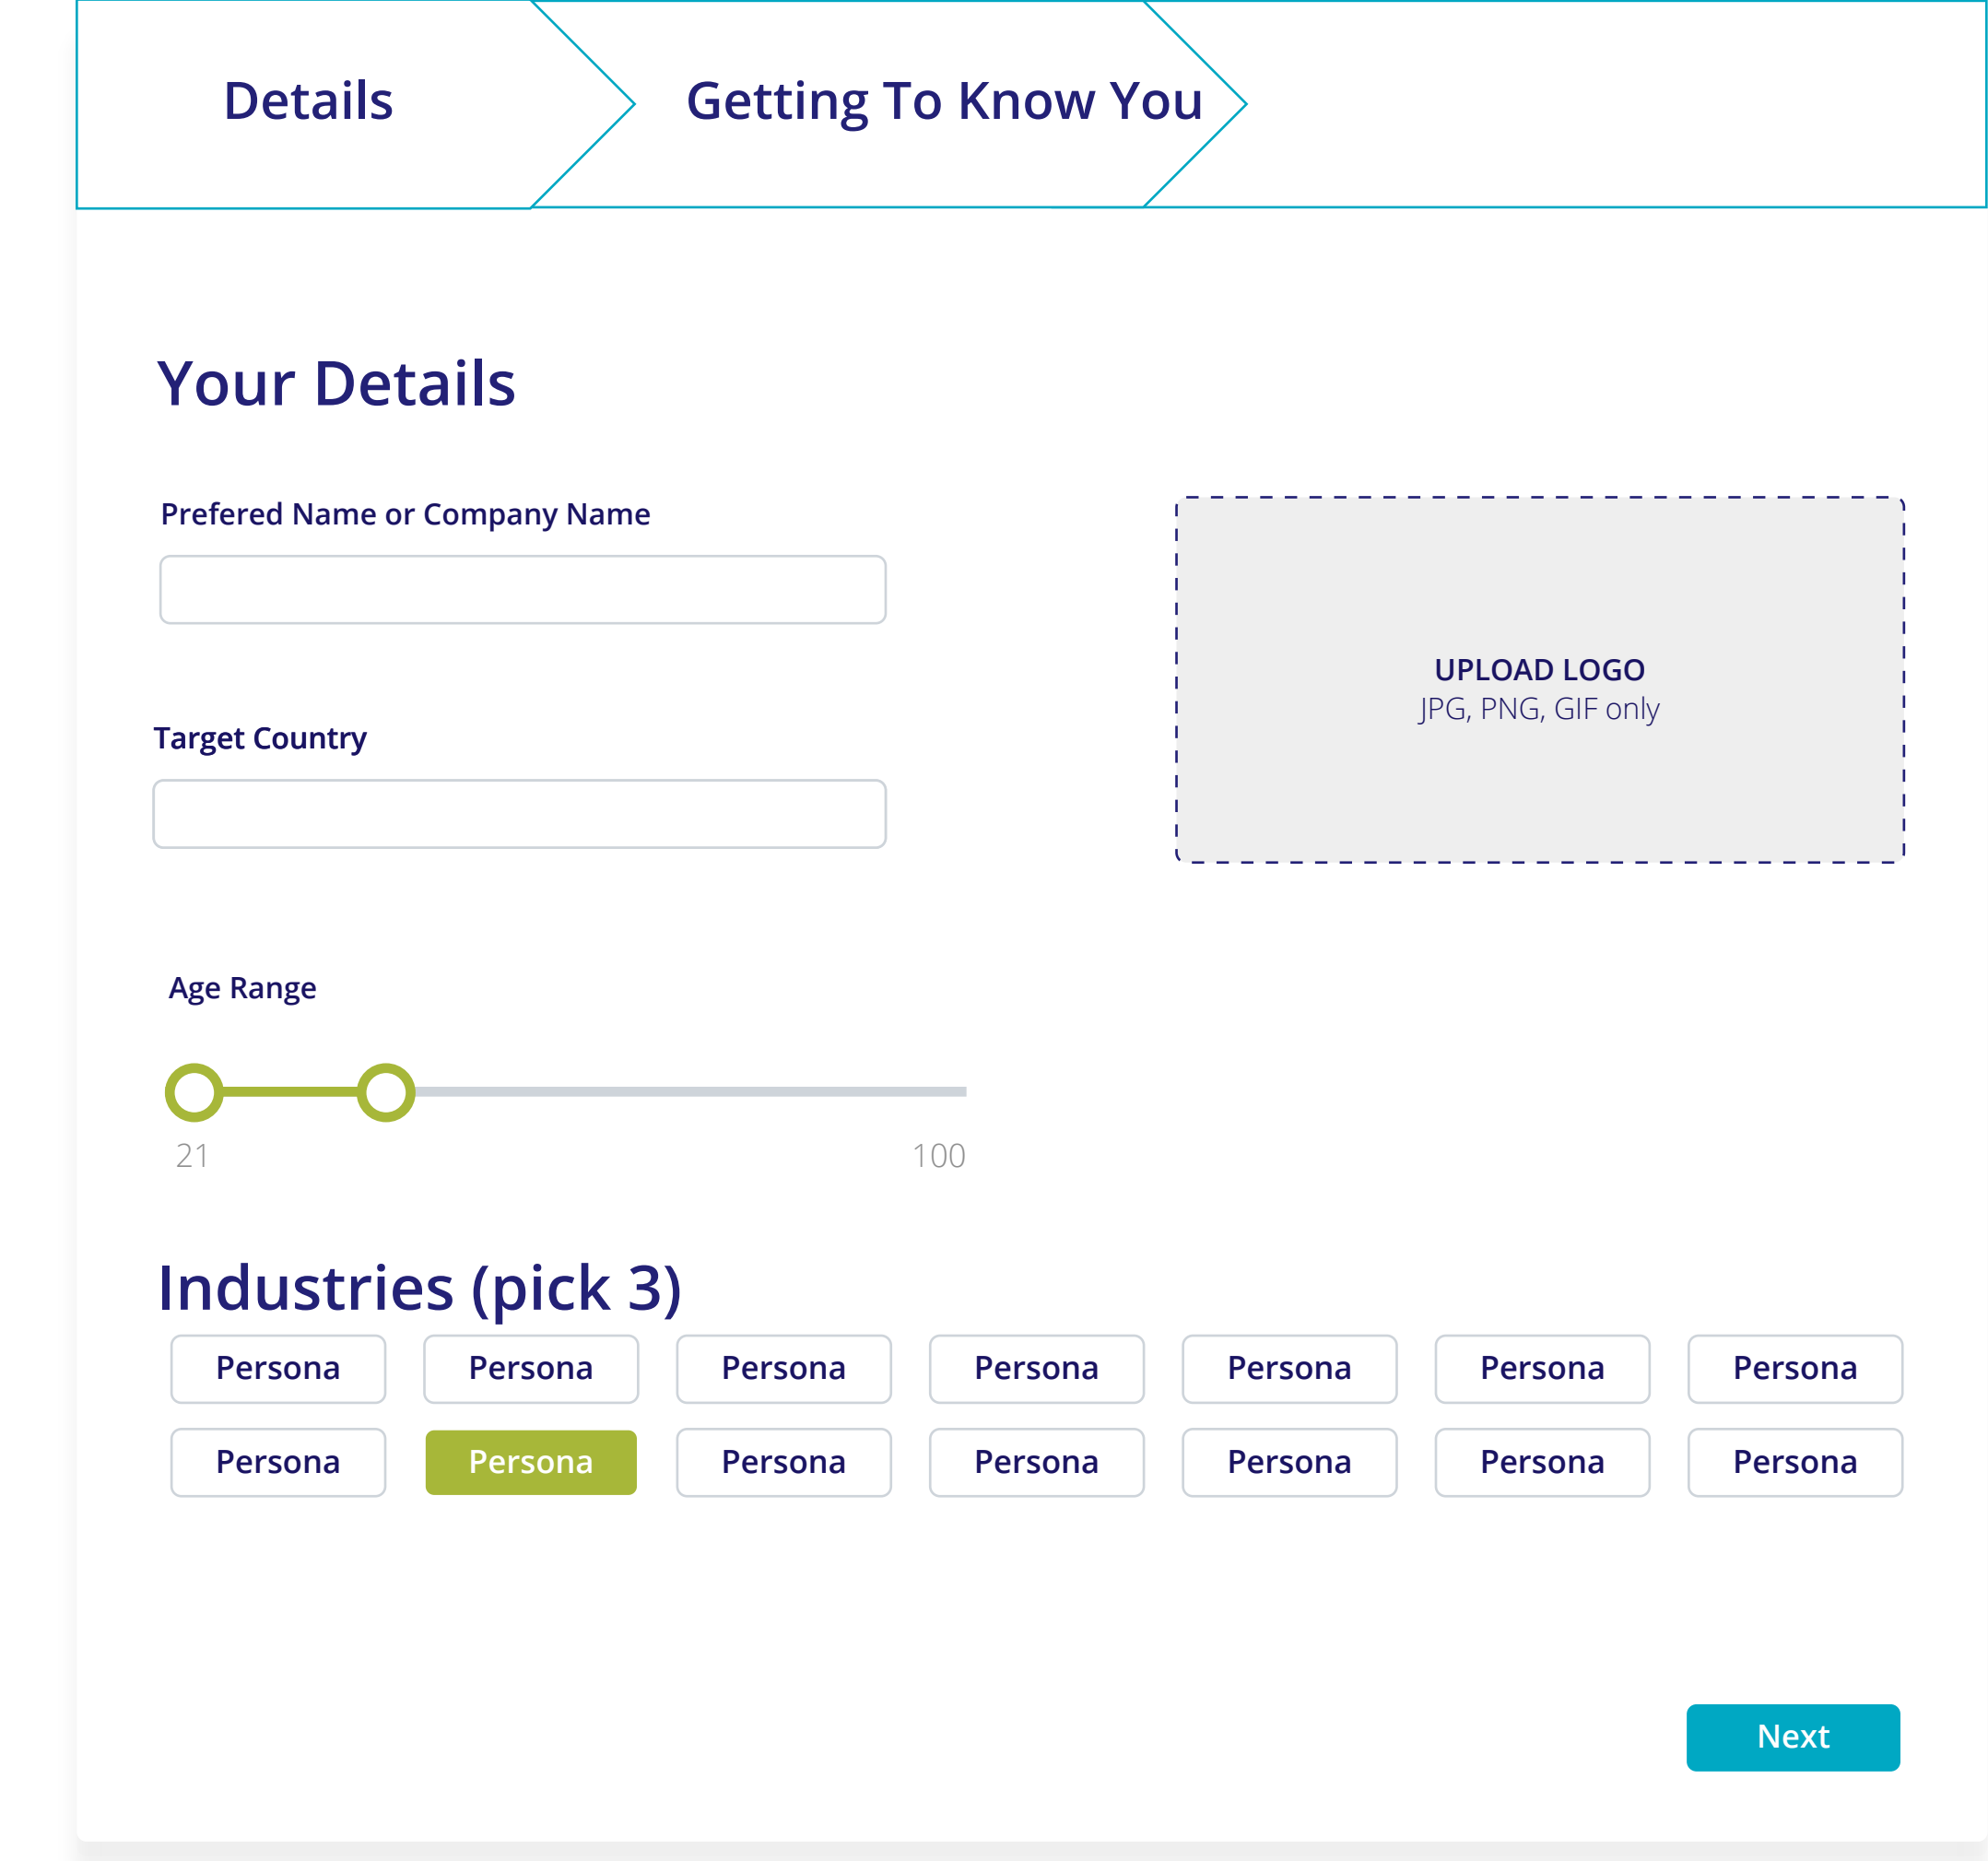 Details
Getting To Know You
Your Details
Prefered Name or Company Name
Target Country
UPLOAD LOGO
JPG, PNG, GIF only
Age Range
21
100
Industries (pick 3)
Persona Persona Persona Persona Persona Persona Persona
Persona Persona Persona Persona Persona Persona Persona
Next